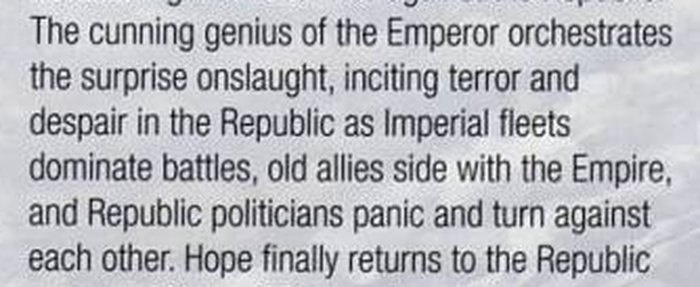 The cunning genius of the Emperor orchestrates
the surprise onslaught, inciting terror and
despair in the Republic as Imperial fleets
dominate battles, old allies side with the Empire,
and Republic politicians panic and turn against
each other. Hope finally returns to the Republic